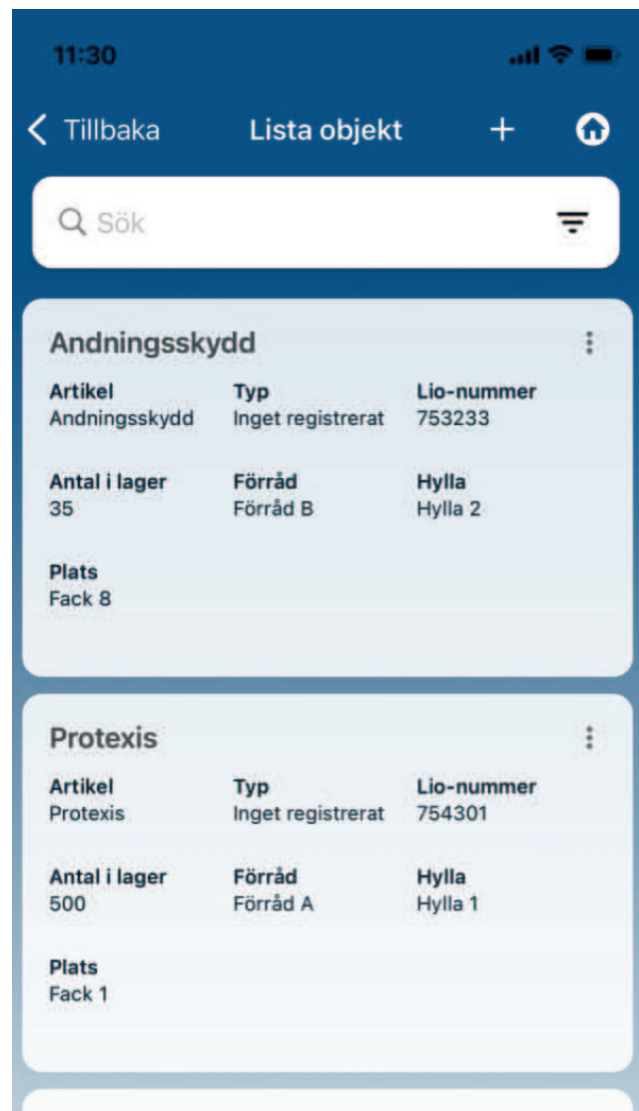 11:30
Tillbaka Lista objekt +
Sök
Andningsskydd
Artikel Typ Lio-nummer
Andningsskydd Inget registrerat 753233
Antal i lager Förråd Hylla
35 Förråd B Hylla 2
Plats
Fack 8
Protexis
Artikel Typ Lio-nummer
Protexis Inget registrerat 754301
Antal i lager Förråd Hylla
500 Förråd A Hylla 1
Plats
Fack 1